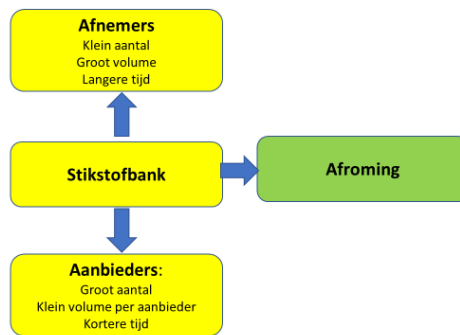 Afnemers
Klein aantal
Groot volume
Langere tijd
Stikstofbank
Afroming
Aanbieders:
Groot aantal
Klein volume per aanbieder
Kortere tijd